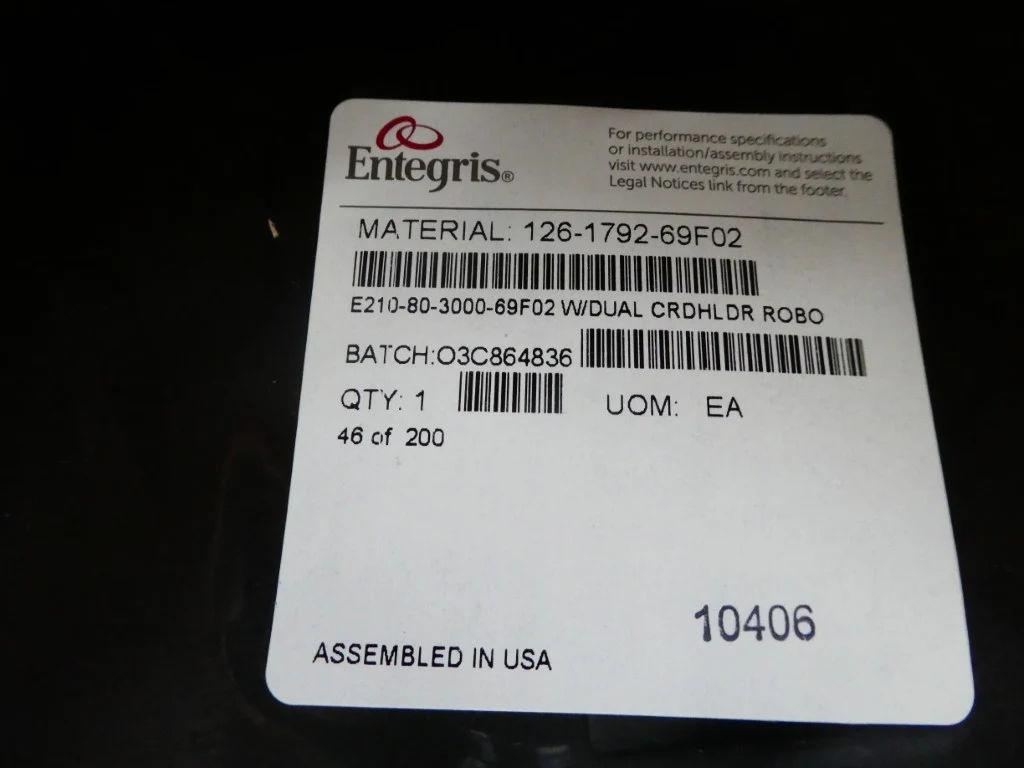 Entegris®
For performance specifications
or installation/assembly instructions
visit www.entegris.com and select the
Legal Notices link from the footer.
MATERIAL: 126-1792-69F02
E210-80-3000-69F02 W/DUAL CRDHLDR ROBO
BATCH:O3C864836
QTY: 1 UOM: EA
46 of 200
10406
ASSEMBLED IN USA